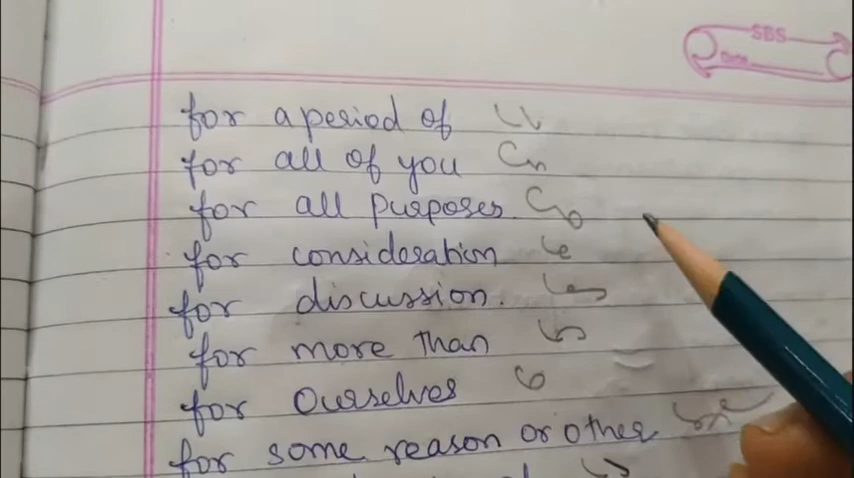 SBS
Date
for a period of
for all of you
for all purposes
for consideration
for discussion.
for more than
for ourselves
for some reason or other